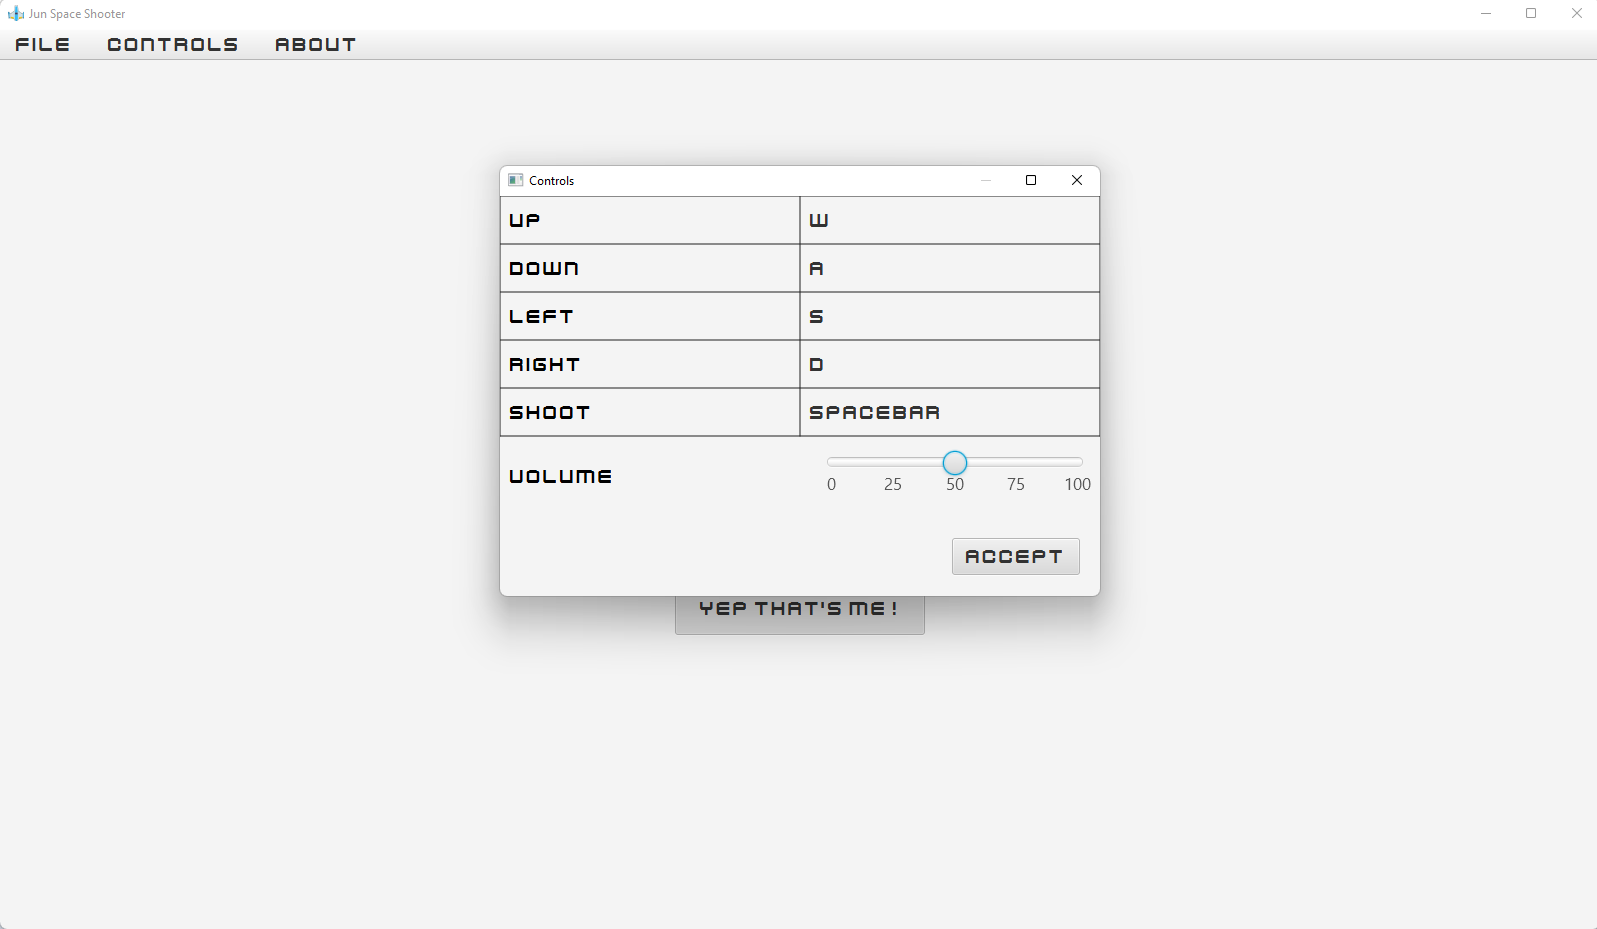 Jun Space Shooter
FILE CONTROLS ABOUT
Controls
UP W
DOWN A
LEFT S
RIGHT D
SHOOT SPACEBAR
VOLUME
0 25 50 75 100
ACCEPT
YEP THAT'S ME!